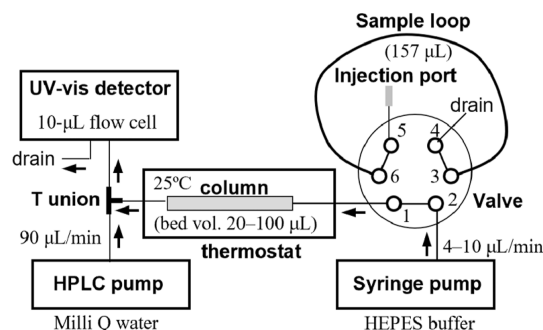 Sample loop
(157 μL)
Injection port
drain
5
4
6
3
1
2
Valve
UV-vis detector
10-μL flow cell
drain
T union
90 μL/min
25ºC column
(bed vol. 20–100 μL)
thermostat
4–10 μL/min
HPLC pump
Milli Q water
Syringe pump
HEPES buffer